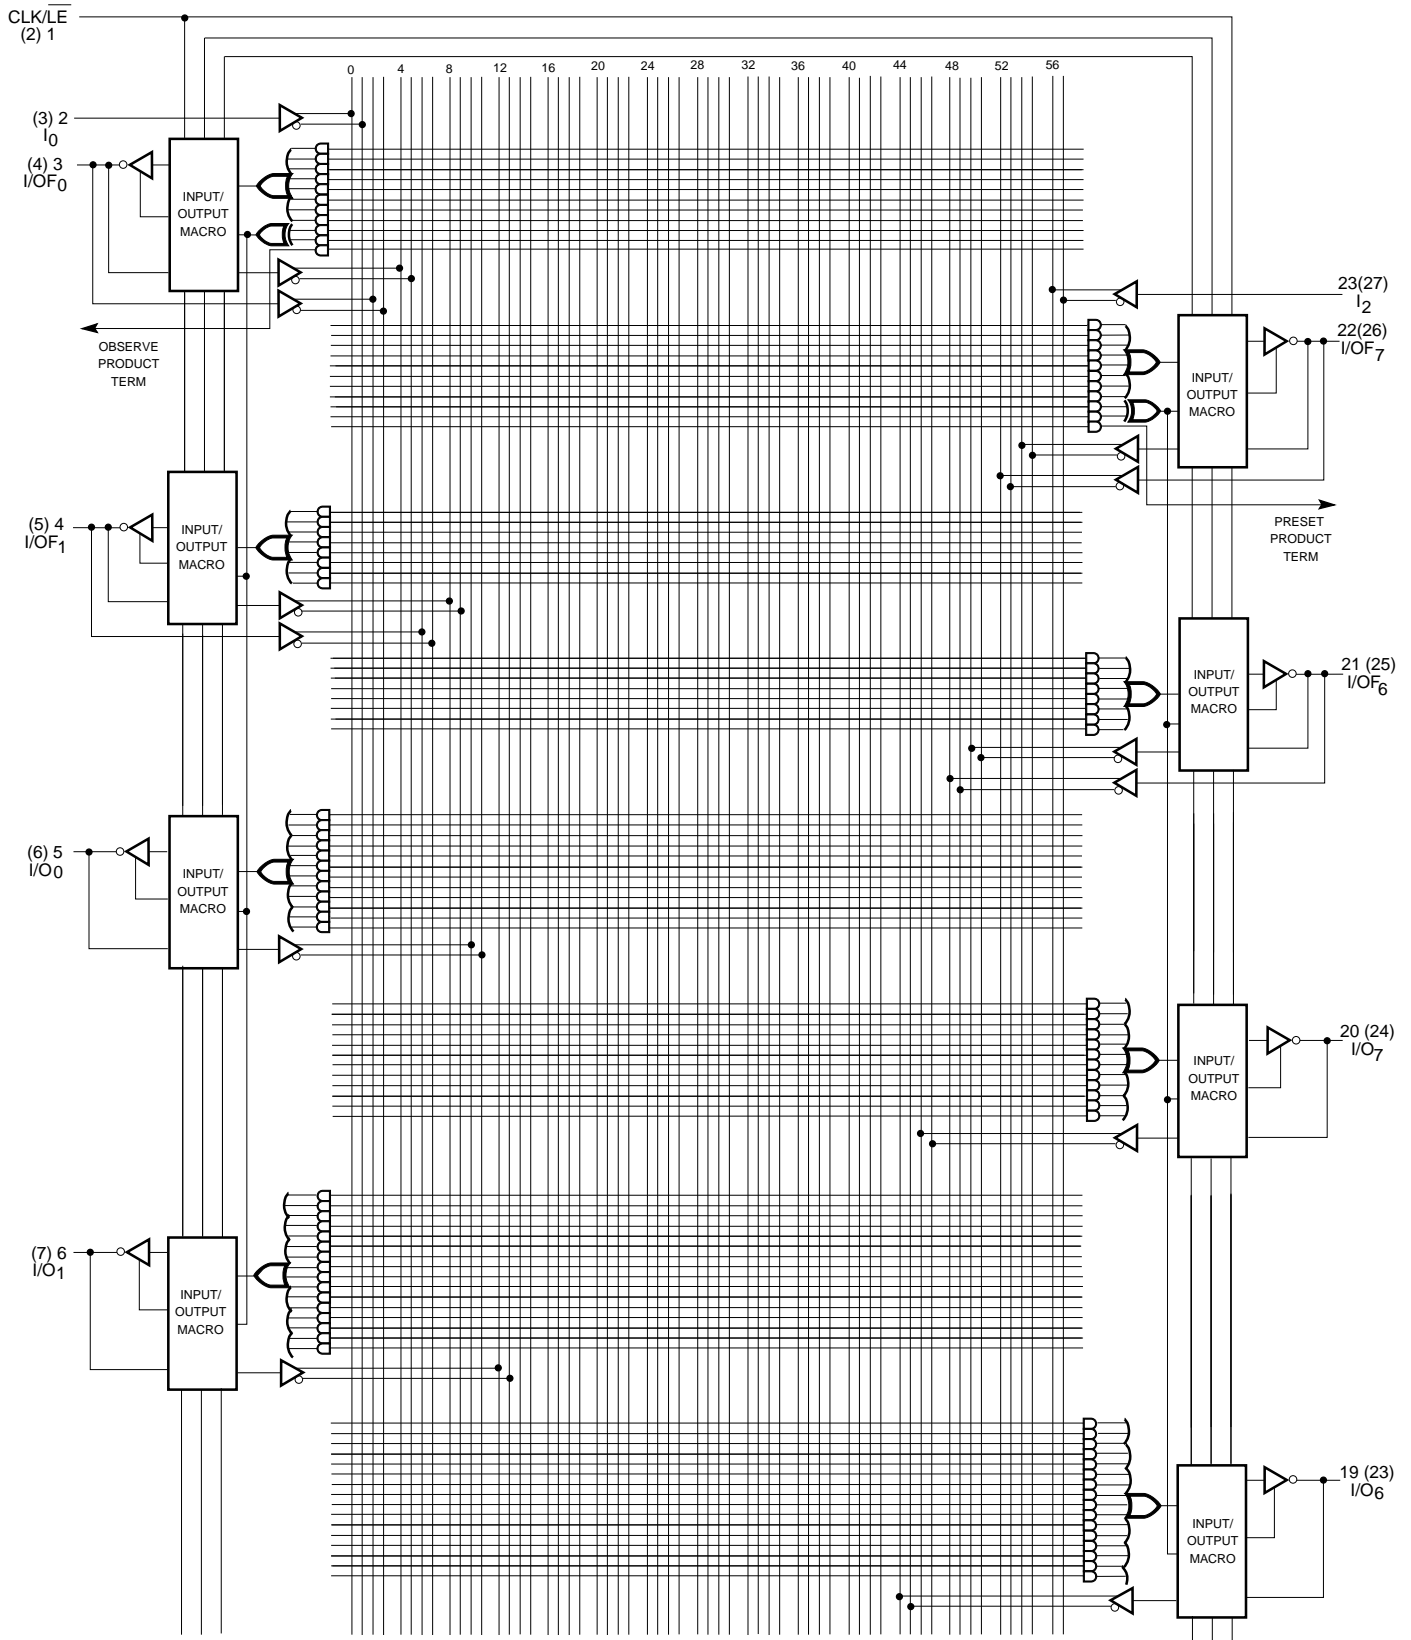 CLK/LE
(2) 1
0 4 8 12 16 20 24 28 32 36 40 44 48 52 56
(3) 2
I0
(4) 3
I/OF0
INPUT/
OUTPUT
MACRO
OBSERVE
PRODUCT
TERM
23(27)
I2
22(26)
I/OF7
INPUT/
OUTPUT
MACRO
PRESET
PRODUCT
TERM
(5) 4
I/OF1
INPUT/
OUTPUT
MACRO
21 (25)
I/OF6
INPUT/
OUTPUT
MACRO
(6) 5
I/O0
INPUT/
OUTPUT
MACRO
20 (24)
I/O7
INPUT/
OUTPUT
MACRO
(7) 6
I/O1
INPUT/
OUTPUT
MACRO
19 (23)
I/O6
INPUT/
OUTPUT
MACRO